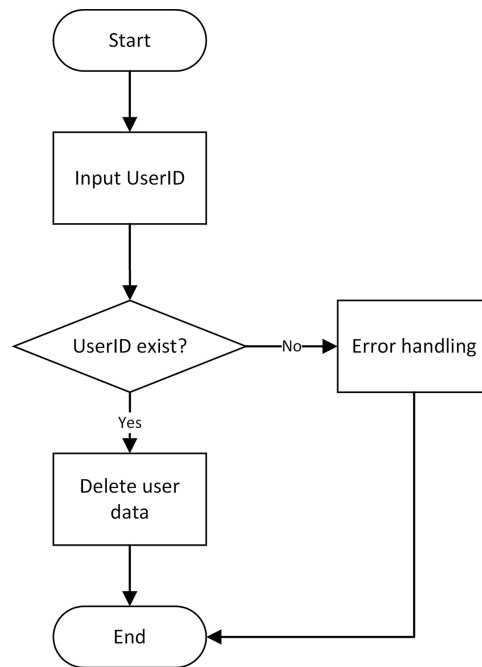 Start
Input UserID
UserID exist?
No
Error handling
Yes
Delete user
data
End